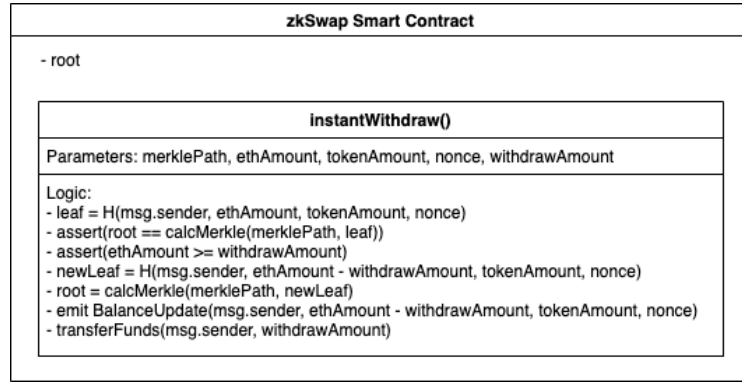 zkSwap Smart Contract
- root
instantWithdraw()
Parameters: merklePath, ethAmount, tokenAmount, nonce, withdrawAmount
Logic:
- leaf = H(msg.sender, ethAmount, tokenAmount, nonce)
- assert(root == calcMerkle(merklePath, leaf))
- assert(ethAmount >= withdrawAmount)
- newLeaf = H(msg.sender, ethAmount - withdrawAmount, tokenAmount, nonce)
- root = calcMerkle(merklePath, newLeaf)
- emit BalanceUpdate(msg.sender, ethAmount - withdrawAmount, tokenAmount, nonce)
- transferFunds(msg.sender, withdrawAmount)